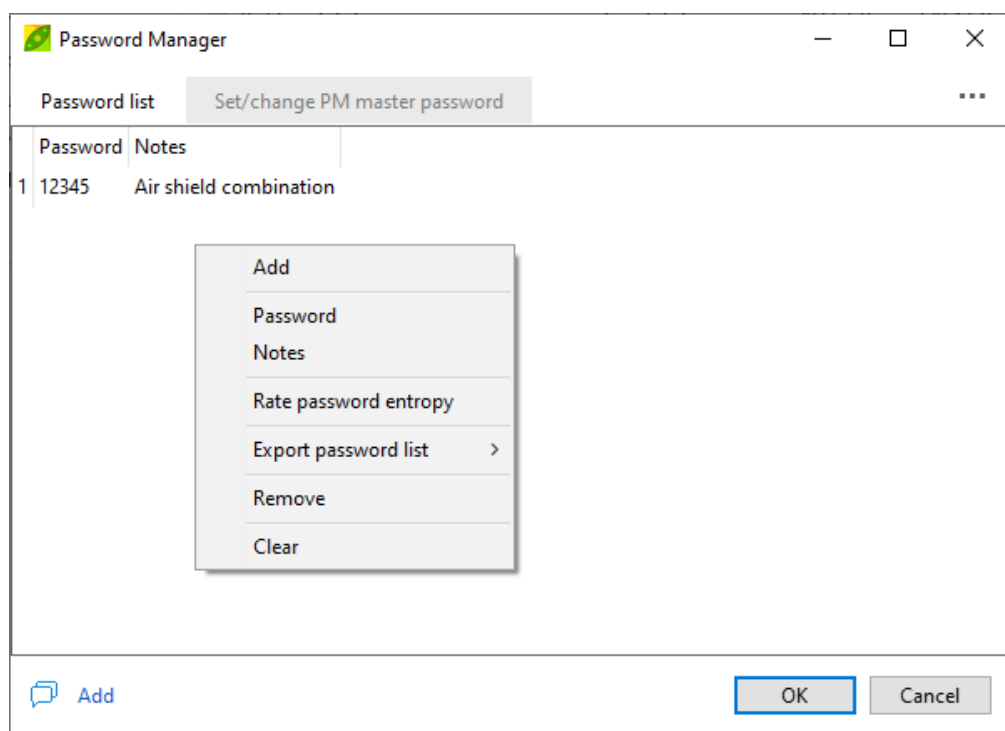 Password Manager
Password list Set/change PM master password
Password Notes
1 12345 Air shield combination
Add
Password
Notes
Rate password entropy
Export password list
Remove
Clear
Add OK Cancel